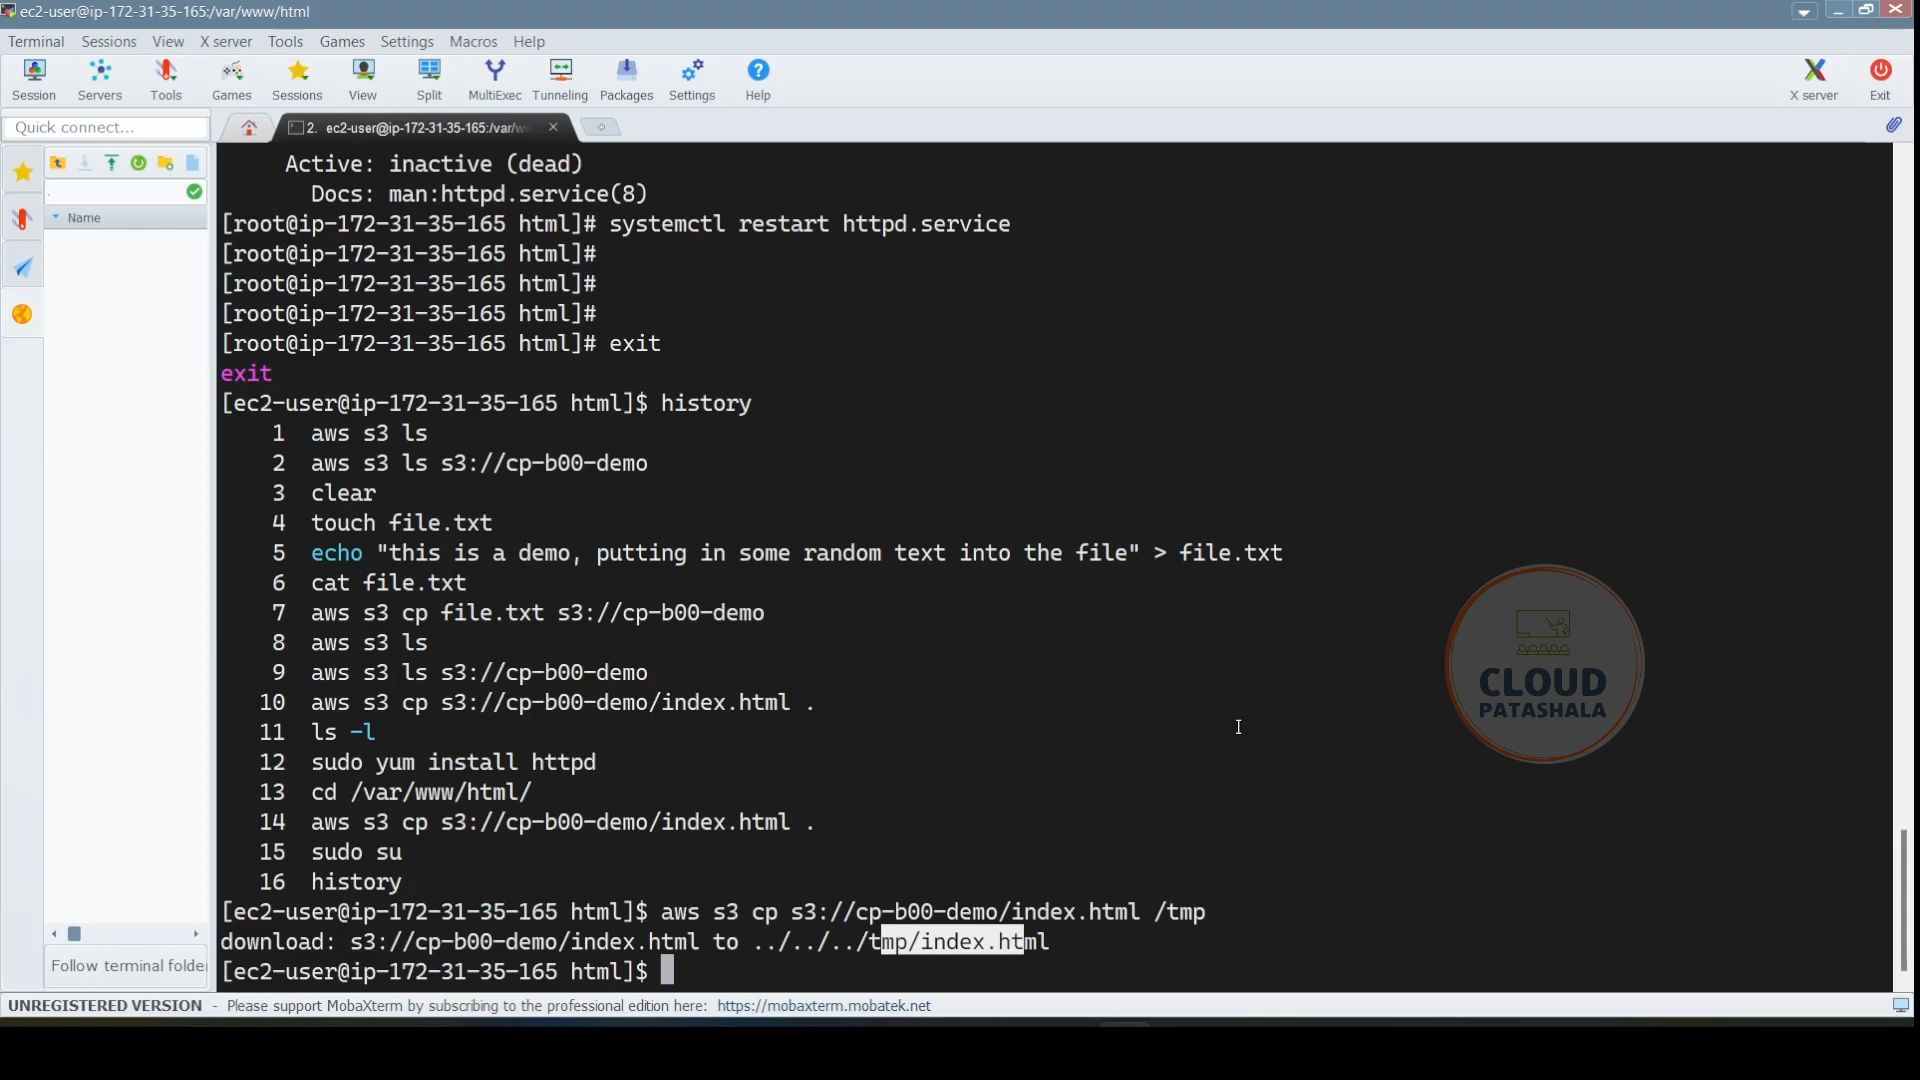 ec2-user@ip-172-31-35-165:/var/www/html
Terminal Sessions View X server Tools Games Settings Macros Help
Session Servers Tools Games Sessions View Split MultiExec Tunneling Packages Settings Help X server Exit
Quick connect...
2. ec2-user@ip-172-31-35-165:/var/w
Name
Active: inactive (dead)
Docs: man:httpd.service(8)
[root@ip-172-31-35-165 html]# systemctl restart httpd.service
[root@ip-172-31-35-165 html]#
[root@ip-172-31-35-165 html]#
[root@ip-172-31-35-165 html]#
[root@ip-172-31-35-165 html]# exit
exit
[ec2-user@ip-172-31-35-165 html]$ history
1 aws s3 ls
2 aws s3 ls s3://cp-b00-demo
3 clear
4 touch file.txt
5 echo "this is a demo, putting in some random text into the file" > file.txt
6 cat file.txt
7 aws s3 cp file.txt s3://cp-b00-demo
8 aws s3 ls
9 aws s3 ls s3://cp-b00-demo
10 aws s3 cp s3://cp-b00-demo/index.html .
11 ls -l
12 sudo yum install httpd
13 cd /var/www/html/
14 aws s3 cp s3://cp-b00-demo/index.html .
15 sudo su
16 history
[ec2-user@ip-172-31-35-165 html]$ aws s3 cp s3://cp-b00-demo/index.html /tmp
download: s3://cp-b00-demo/index.html to ../../../tmp/index.html
[ec2-user@ip-172-31-35-165 html]$
CLOUD
PATASHALA
Follow terminal folde
UNREGISTERED VERSION - Please support MobaXterm by subscribing to the professional edition here: https://mobaxterm.mobatek.net